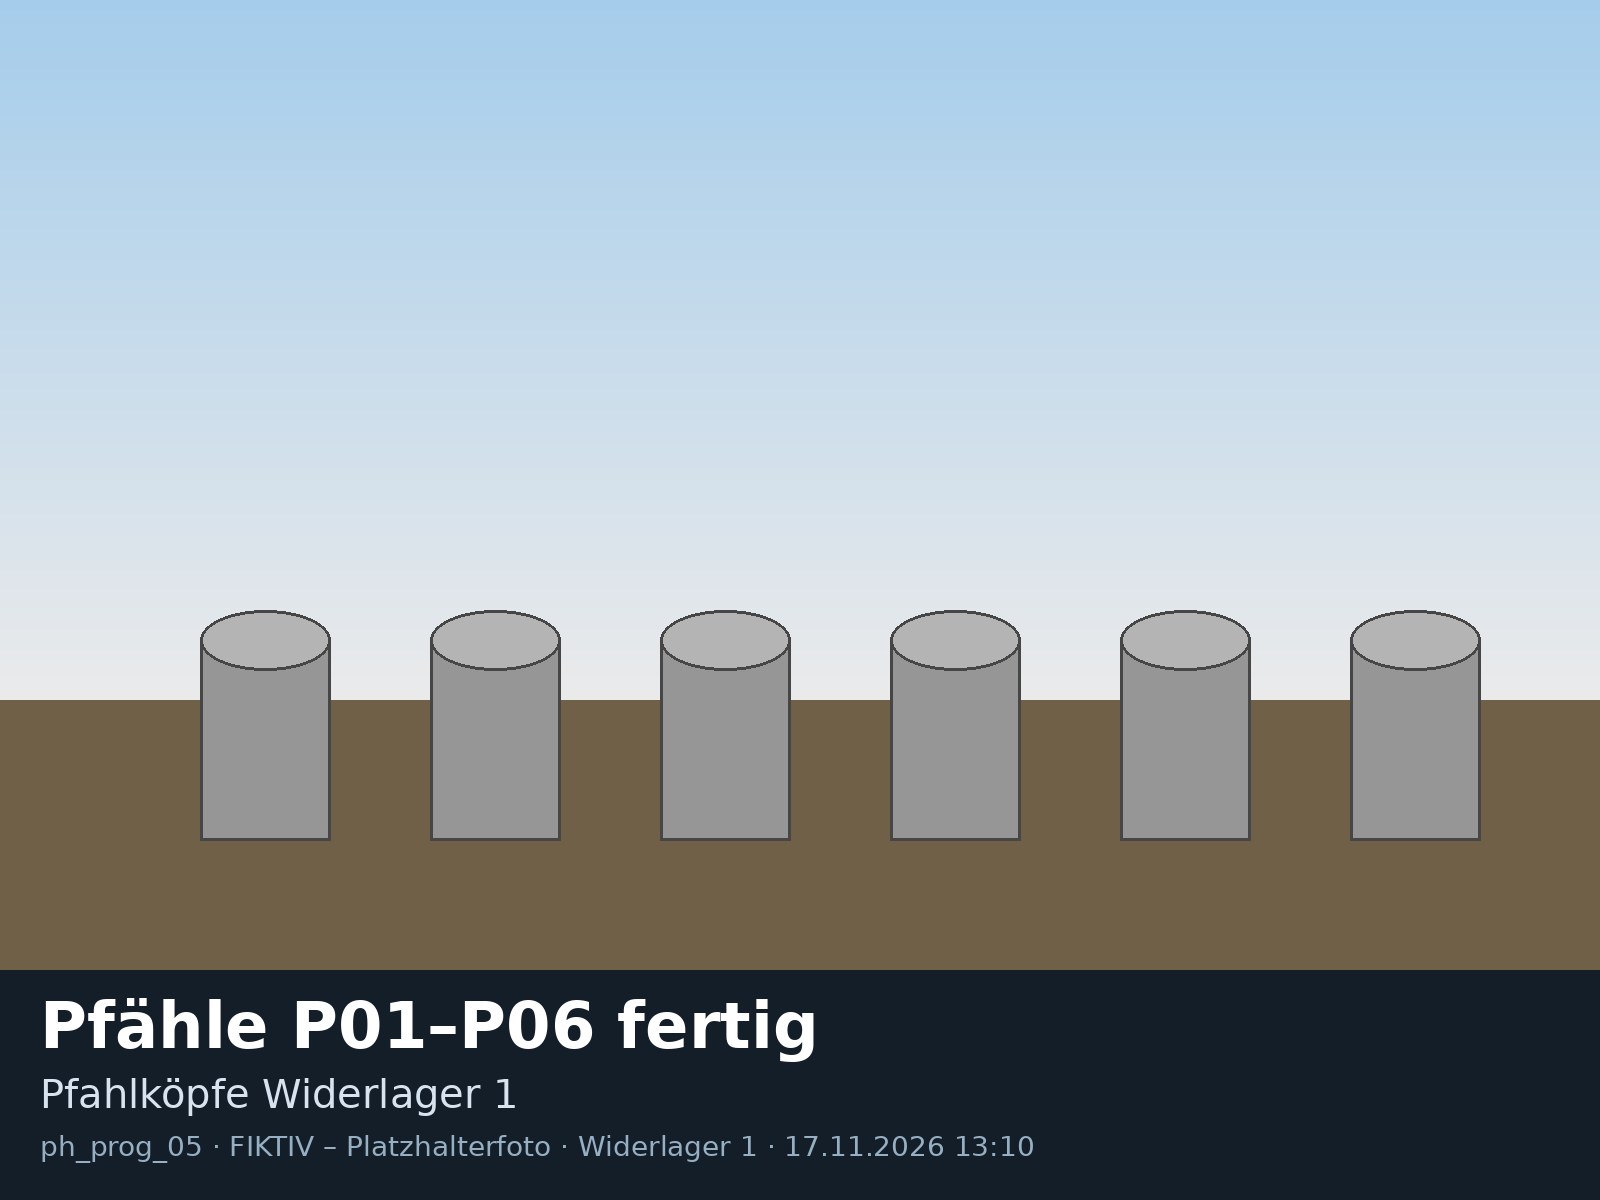 Pfähle P01–P06 fertig
Pfahlköpfe Widerlager 1
ph_prog_05 · FIKTIV – Platzhalterfoto · Widerlager 1 · 17.11.2026 13:10